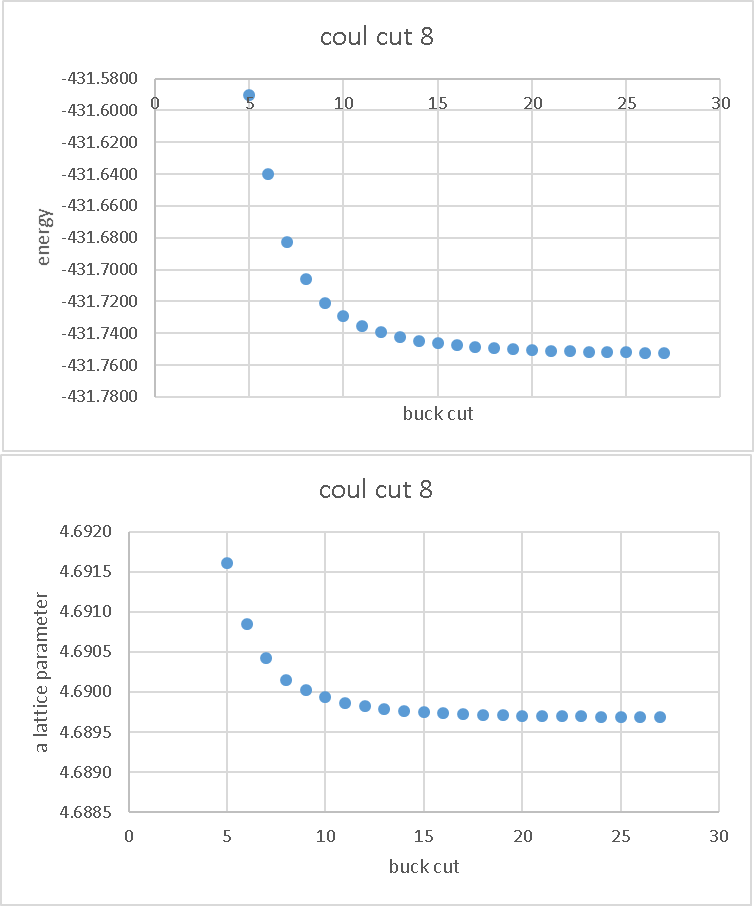 coul cut 8
-431.5800
0 5 10 15 20 25 30
-431.6000
-431.6200
-431.6400
-431.6600
-431.6800
-431.7000
-431.7200
-431.7400
-431.7600
-431.7800
energy
buck cut
coul cut 8
4.6920
4.6915
4.6910
4.6905
4.6900
4.6895
4.6890
4.6885
a lattice parameter
0 5 10 15 20 25 30
buck cut